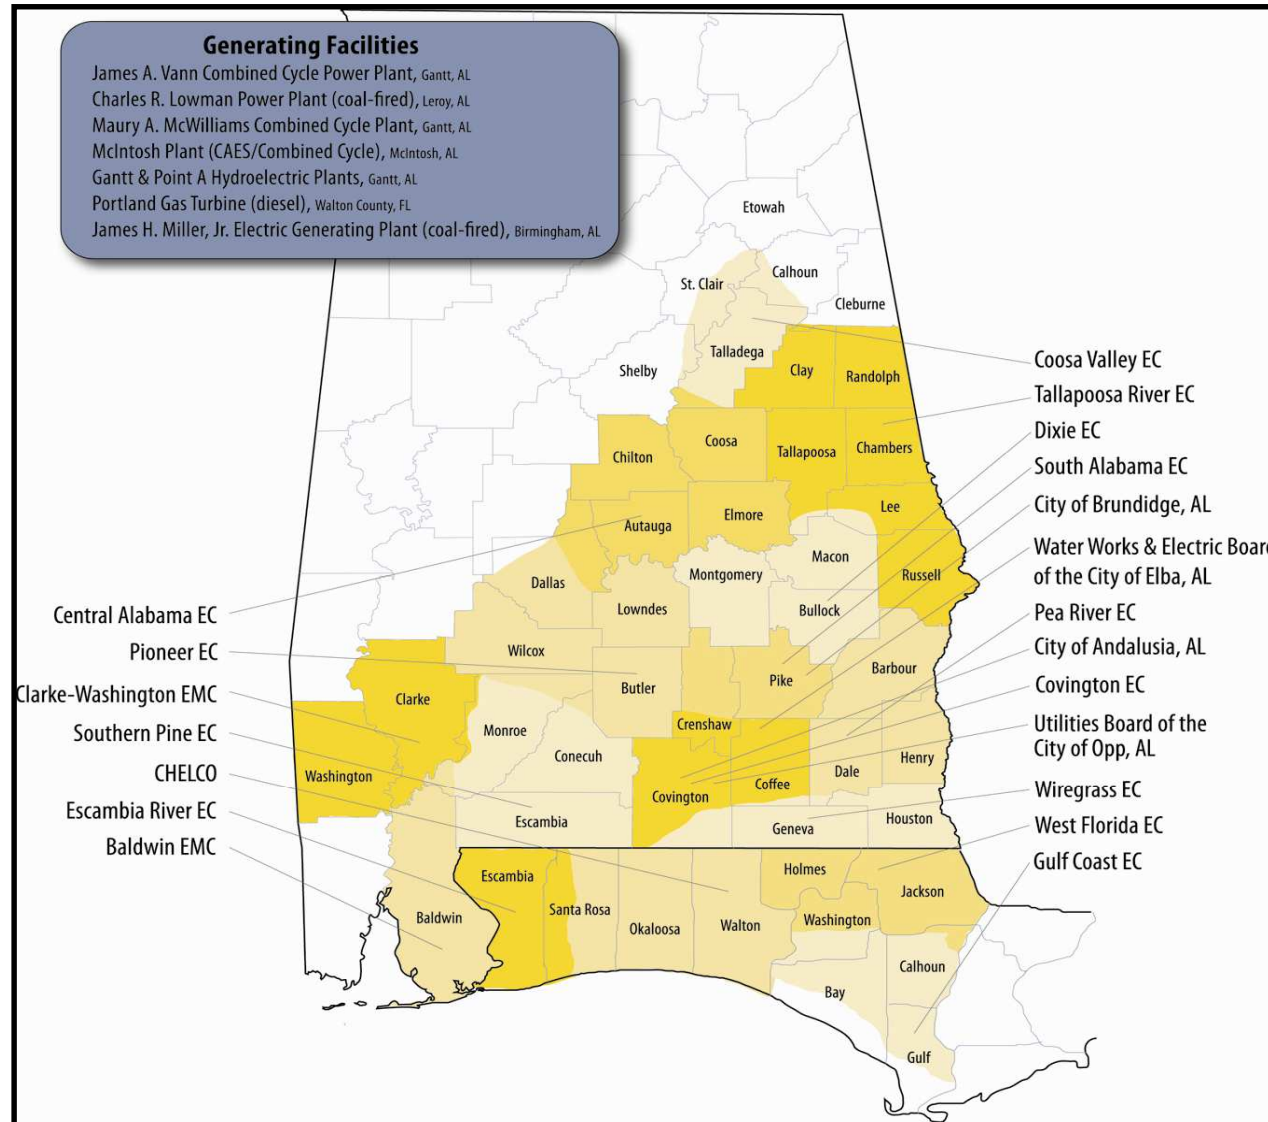 Generating Facilities
James A. Vann Combined Cycle Power Plant, Gantt, AL
Charles R. Lowman Power Plant (coal-fired), Leroy, AL
Maury A. McWilliams Combined Cycle Plant, Gantt, AL
McIntosh Plant (CAES/Combined Cycle), McIntosh, AL
Gantt & Point A Hydroelectric Plants, Gantt, AL
Portland Gas Turbine (diesel), Walton County, FL
James H. Miller, Jr. Electric Generating Plant (coal-fired), Birmingham, AL
Etowah
Calhoun
St. Clair
Cleburne
Talladega
Shelby
Clay
Randolph
Coosa
Chilton
Tallapoosa
Chambers
Lee
Elmore
Autauga
Macon
Montgomery
Russell
Dallas
Lowndes
Bullock
Wilcox
Barbour
Pike
Butler
Clarke
Crenshaw
Monroe
Conecuh
Henry
Dale
Washington
Coffee
Covington
Escambia
Geneva
Houston
Holmes
Escambia
Jackson
Santa Rosa
Baldwin
Washington
Okaloosa
Walton
Calhoun
Bay
Gulf
Central Alabama EC
Pioneer EC
Clarke-Washington EMC
Southern Pine EC
CHELCO
Escambia River EC
Baldwin EMC
Coosa Valley EC
Tallapoosa River EC
Dixie EC
South Alabama EC
City of Brundidge, AL
Water Works & Electric Board
of the City of Elba, AL
Pea River EC
City of Andalusia, AL
Covington EC
Utilities Board of the
City of Opp, AL
Wiregrass EC
West Florida EC
Gulf Coast EC